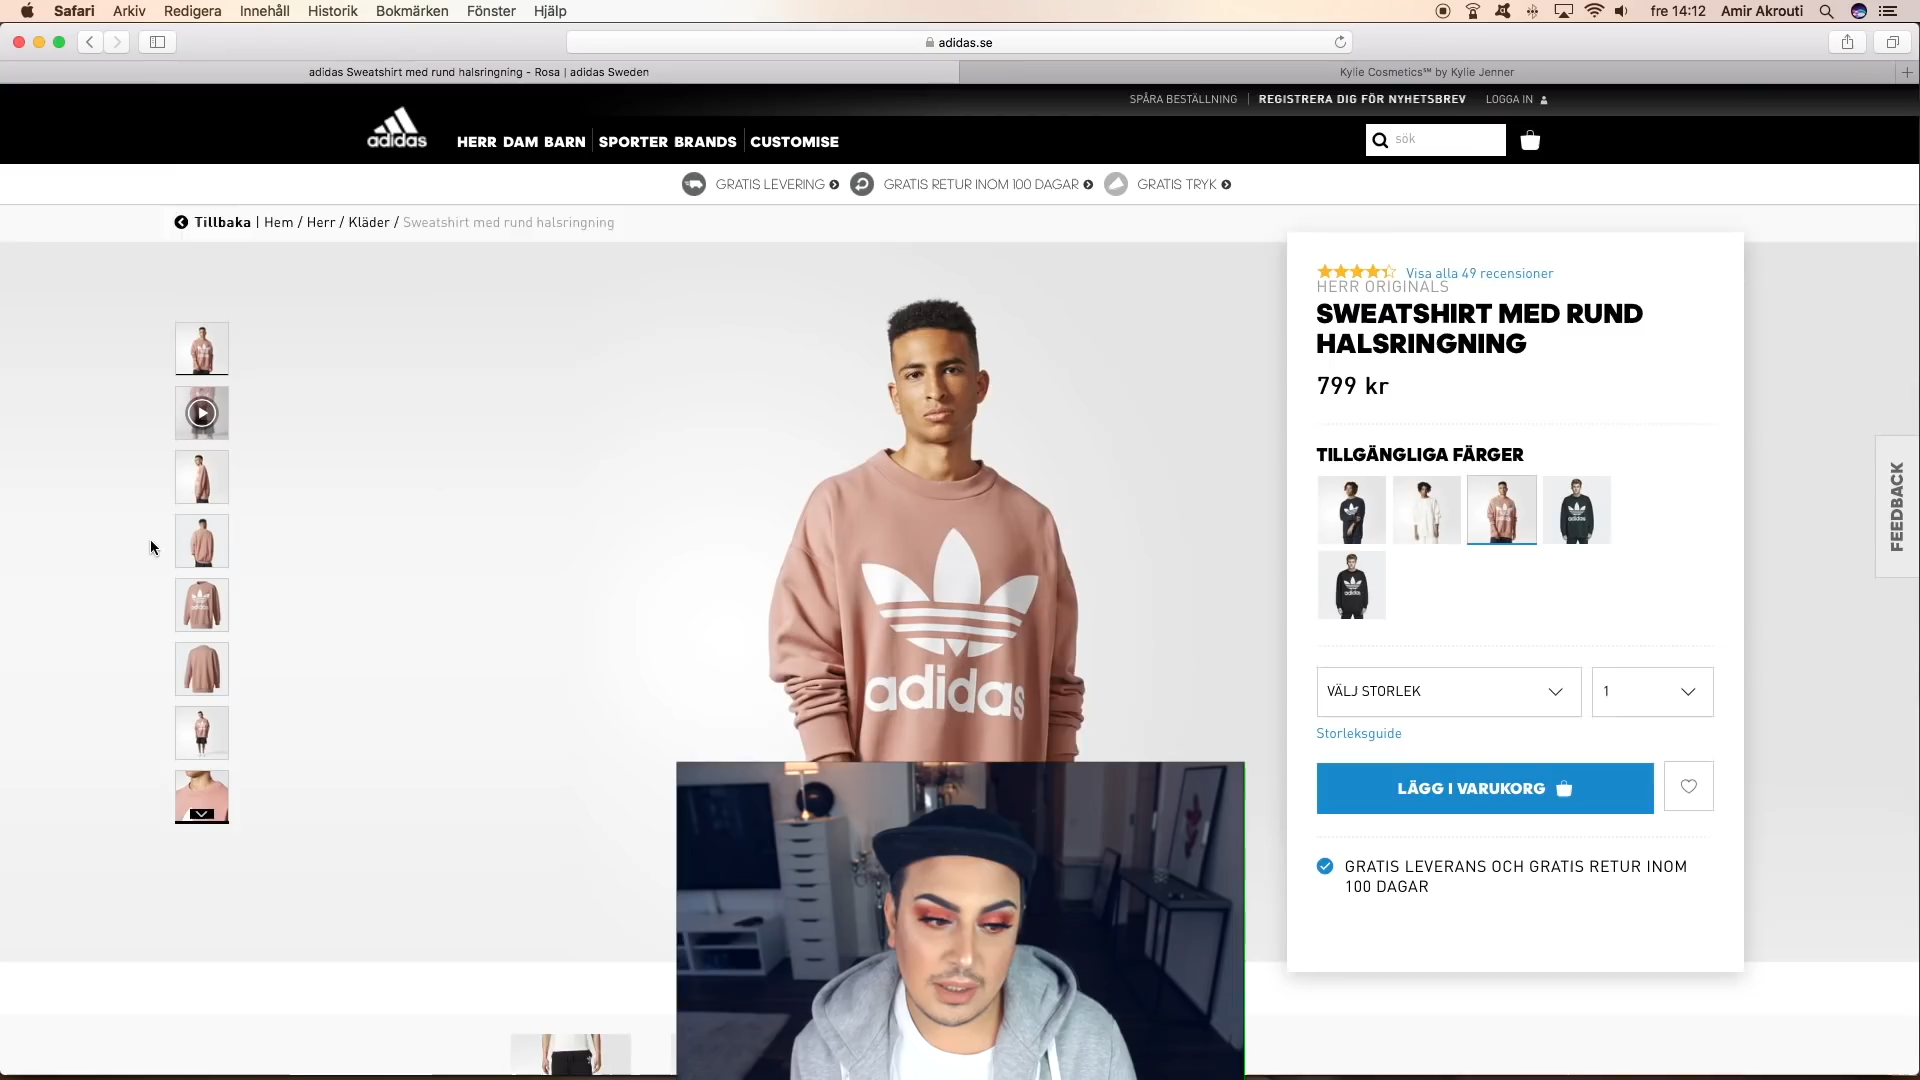 Safari Arkiv Redigera Innehåll Historik Bokmärken Fönster Hjälp fre 14:12 Amir Akrouti
adidas.se
adidas Sweatshirt med rund halsringning - Rosa | adidas Sweden
Kylie Cosmetics℠ by Kylie Jenner
SPÅRA BESTÄLLNING | REGISTRERA DIG FÖR NYHETSBREV LOGGA IN
adidas
HERR DAM BARN SPORTER BRANDS CUSTOMISE
sök
GRATIS LEVERING GRATIS RETUR INOM 100 DAGAR GRATIS TRYK
Tillbaka | Hem / Herr / Kläder / Sweatshirt med rund halsringning
Visa alla 49 recensioner
HERR ORIGINALS
SWEATSHIRT MED RUND
HALSRINGNING
799 kr
TILLGÄNGLIGA FÄRGER
FEEDBACK
adidas
VÄLJ STORLEK
1
Storleksguide
LÄGG I VARUKORG
GRATIS LEVERANS OCH GRATIS RETUR INOM
100 DAGAR